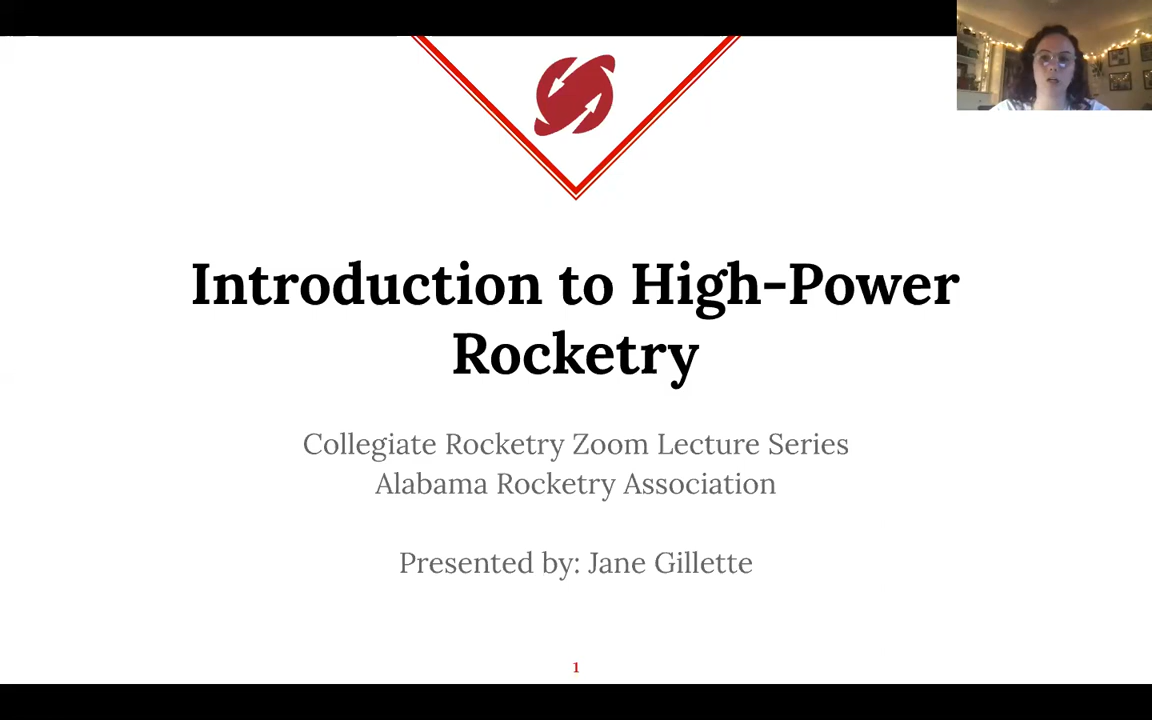 Introduction to High-Power
Rocketry
Collegiate Rocketry Zoom Lecture Series
Alabama Rocketry Association
Presented by: Jane Gillette
1